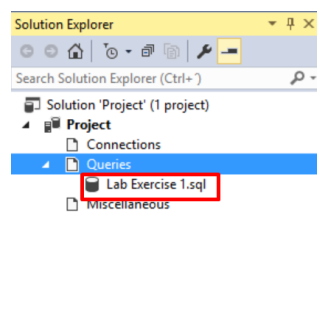 Solution Explorer
Search Solution Explorer (Ctrl+´)
Solution 'Project' (1 project)
Project
Connections
Queries
Lab Exercise 1.sql
Miscellaneous